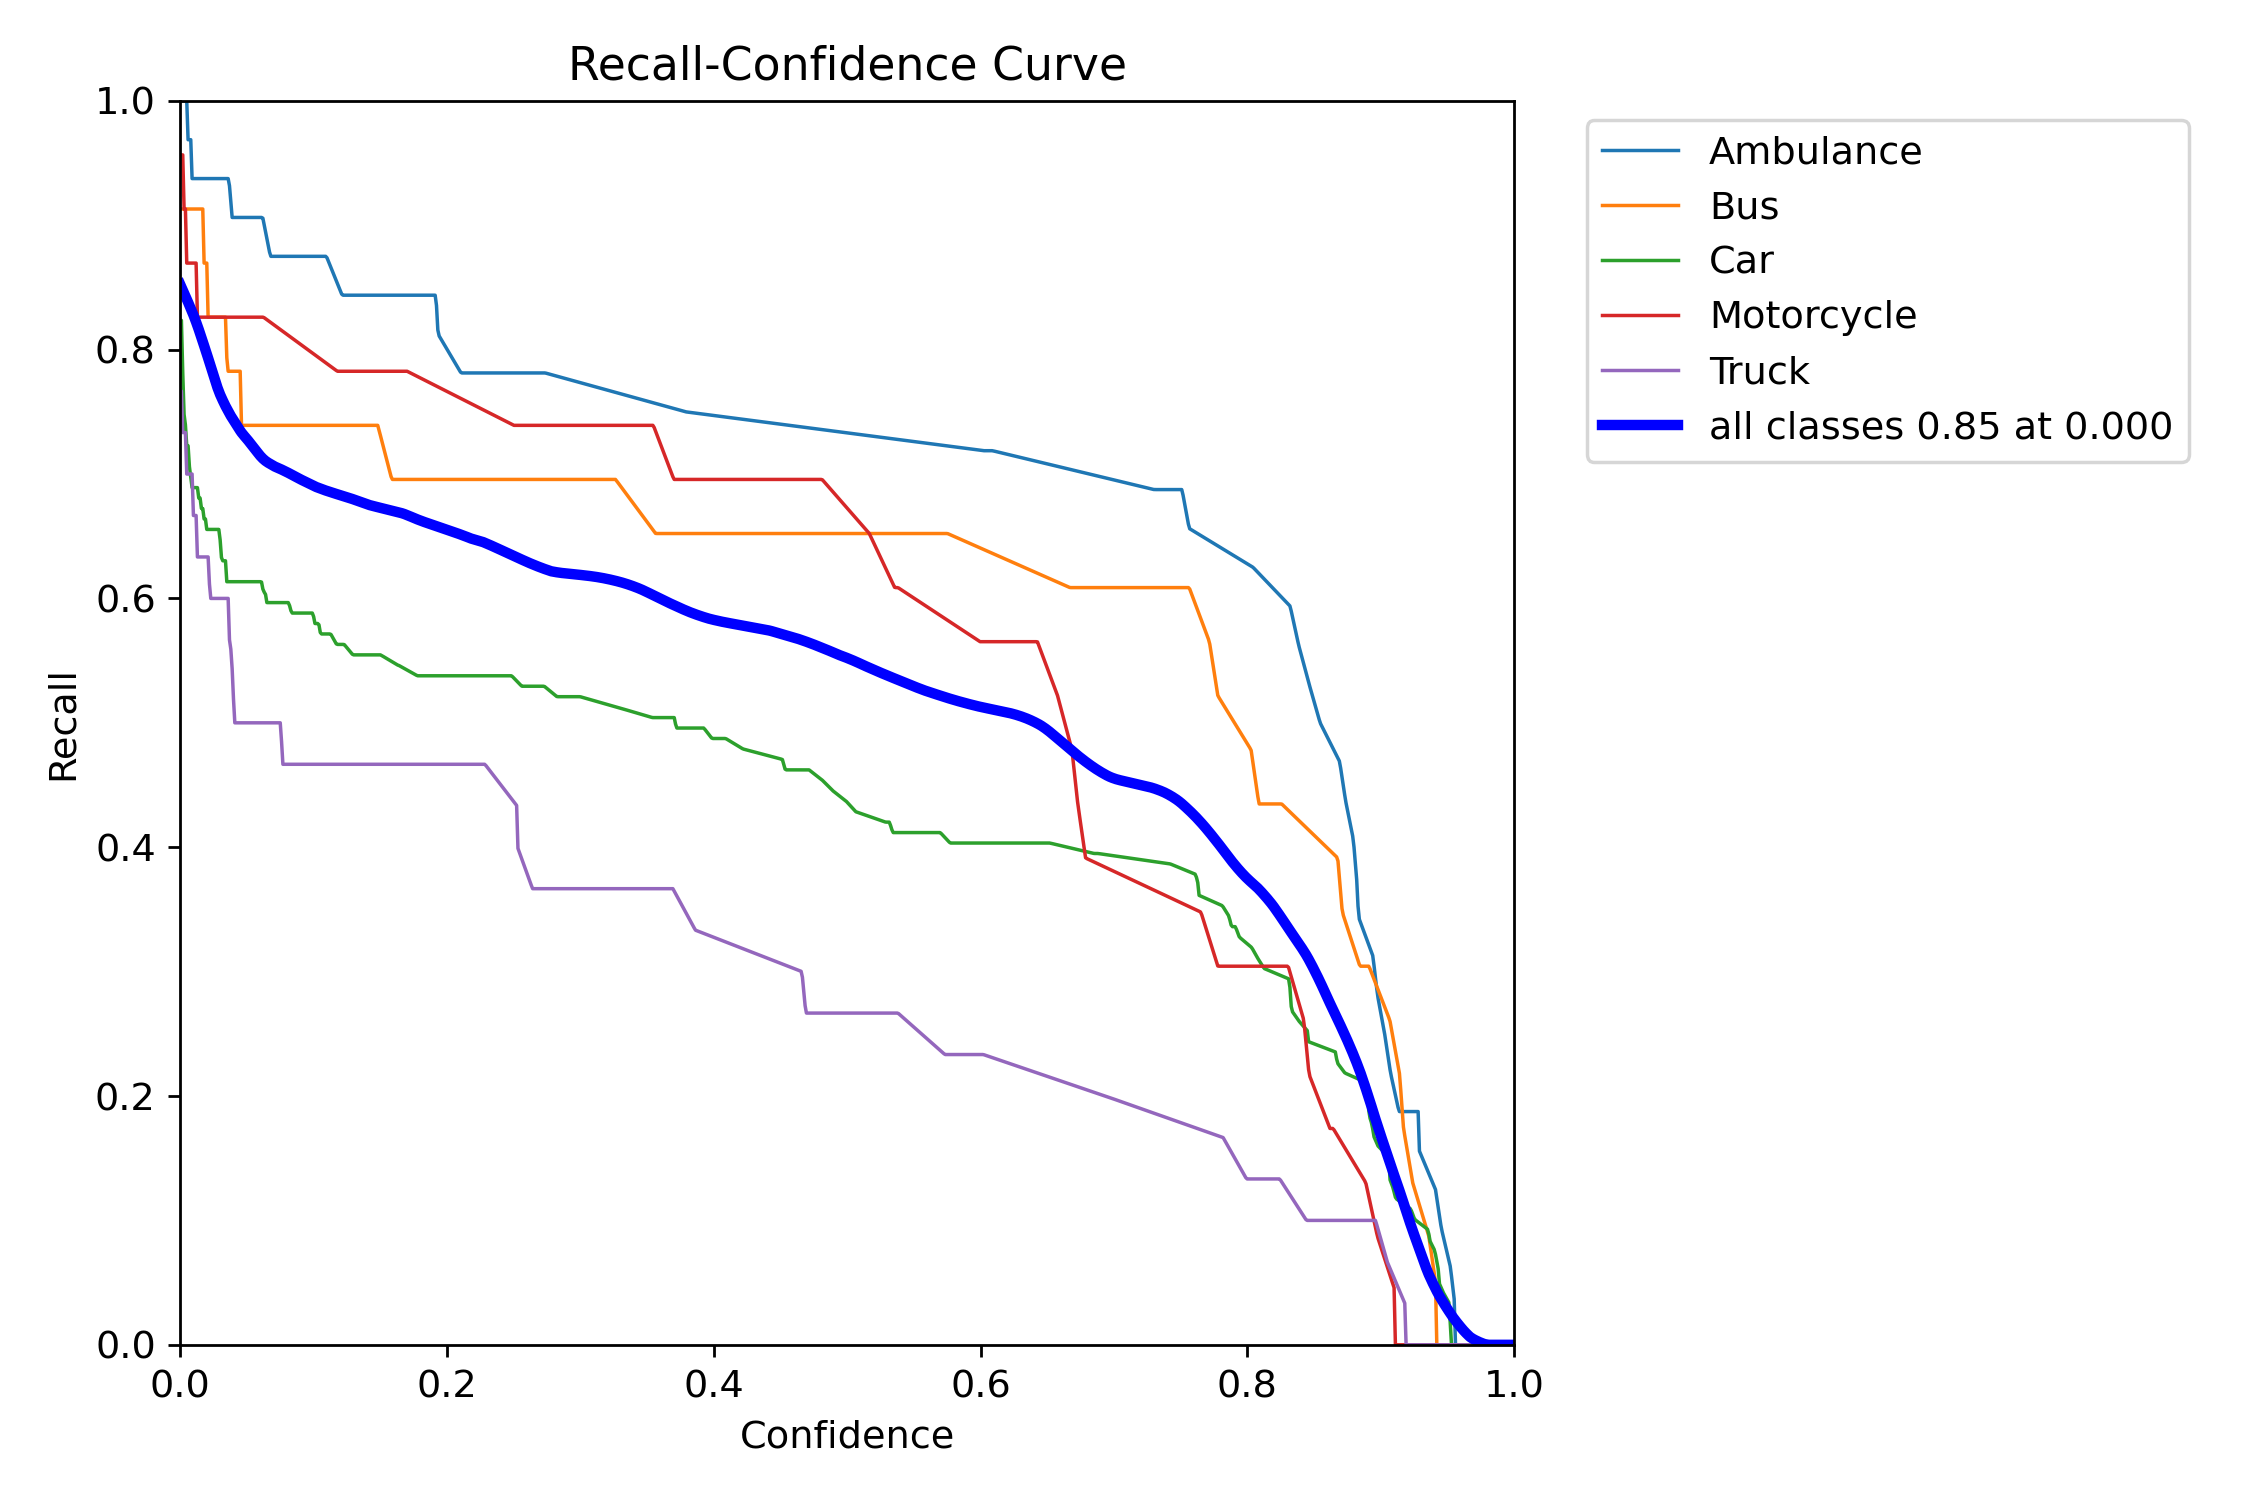 Recall-Confidence Curve
1.0
0.8
0.6
0.4
0.2
0.0
Recall
0.0 0.2 0.4 0.6 0.8 1.0
Confidence
Ambulance
Bus
Car
Motorcycle
Truck
all classes 0.85 at 0.000